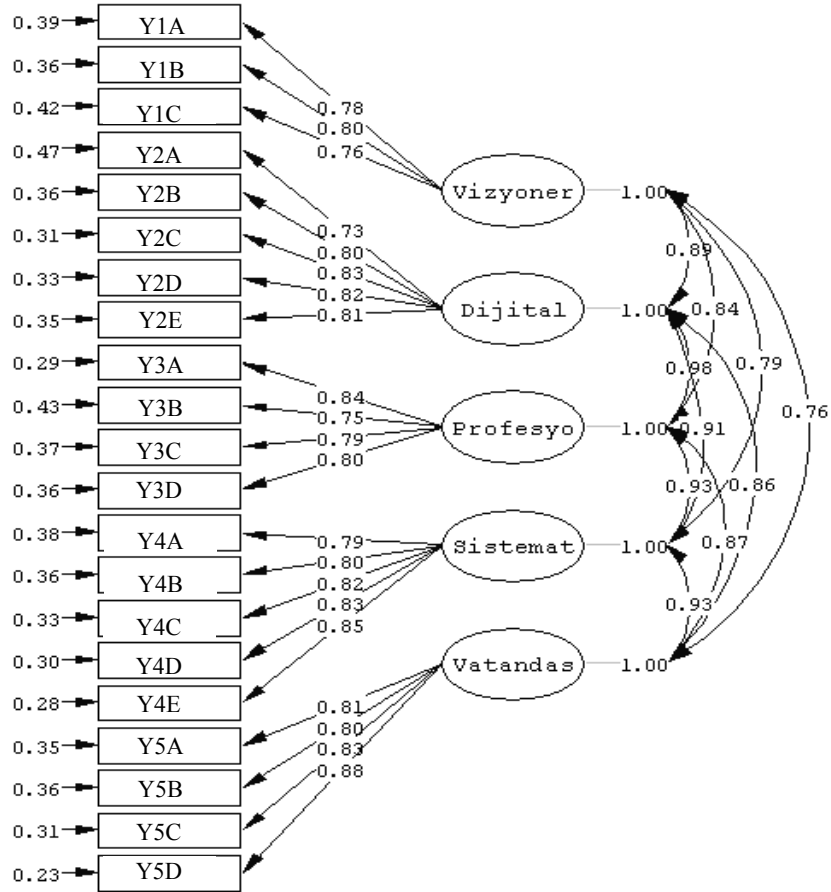 0.39 Y1A
0.36 Y1B
0.42 Y1C
0.47 Y2A
0.36 Y2B
0.31 Y2C
0.33 Y2D
0.35 Y2E
0.29 Y3A
0.43 Y3B
0.37 Y3C
0.36 Y3D
0.38 Y4A
0.36 Y4B
0.33 Y4C
0.30 Y4D
0.28 Y4E
0.35 Y5A
0.36 Y5B
0.31 Y5C
0.23 Y5D
0.78
0.80
0.76
0.73
0.80
0.83
0.82
0.81
0.84
0.75
0.79
0.80
0.79
0.80
0.82
0.83
0.85
0.81
0.80
0.83
0.88
Vizyoner 1.00
Dijital 1.00
Profesyo 1.00
Sistemat 1.00
Vatandas 1.00
0.89
0.84
0.98
0.79
0.76
0.91
0.93
0.86
0.87
0.93